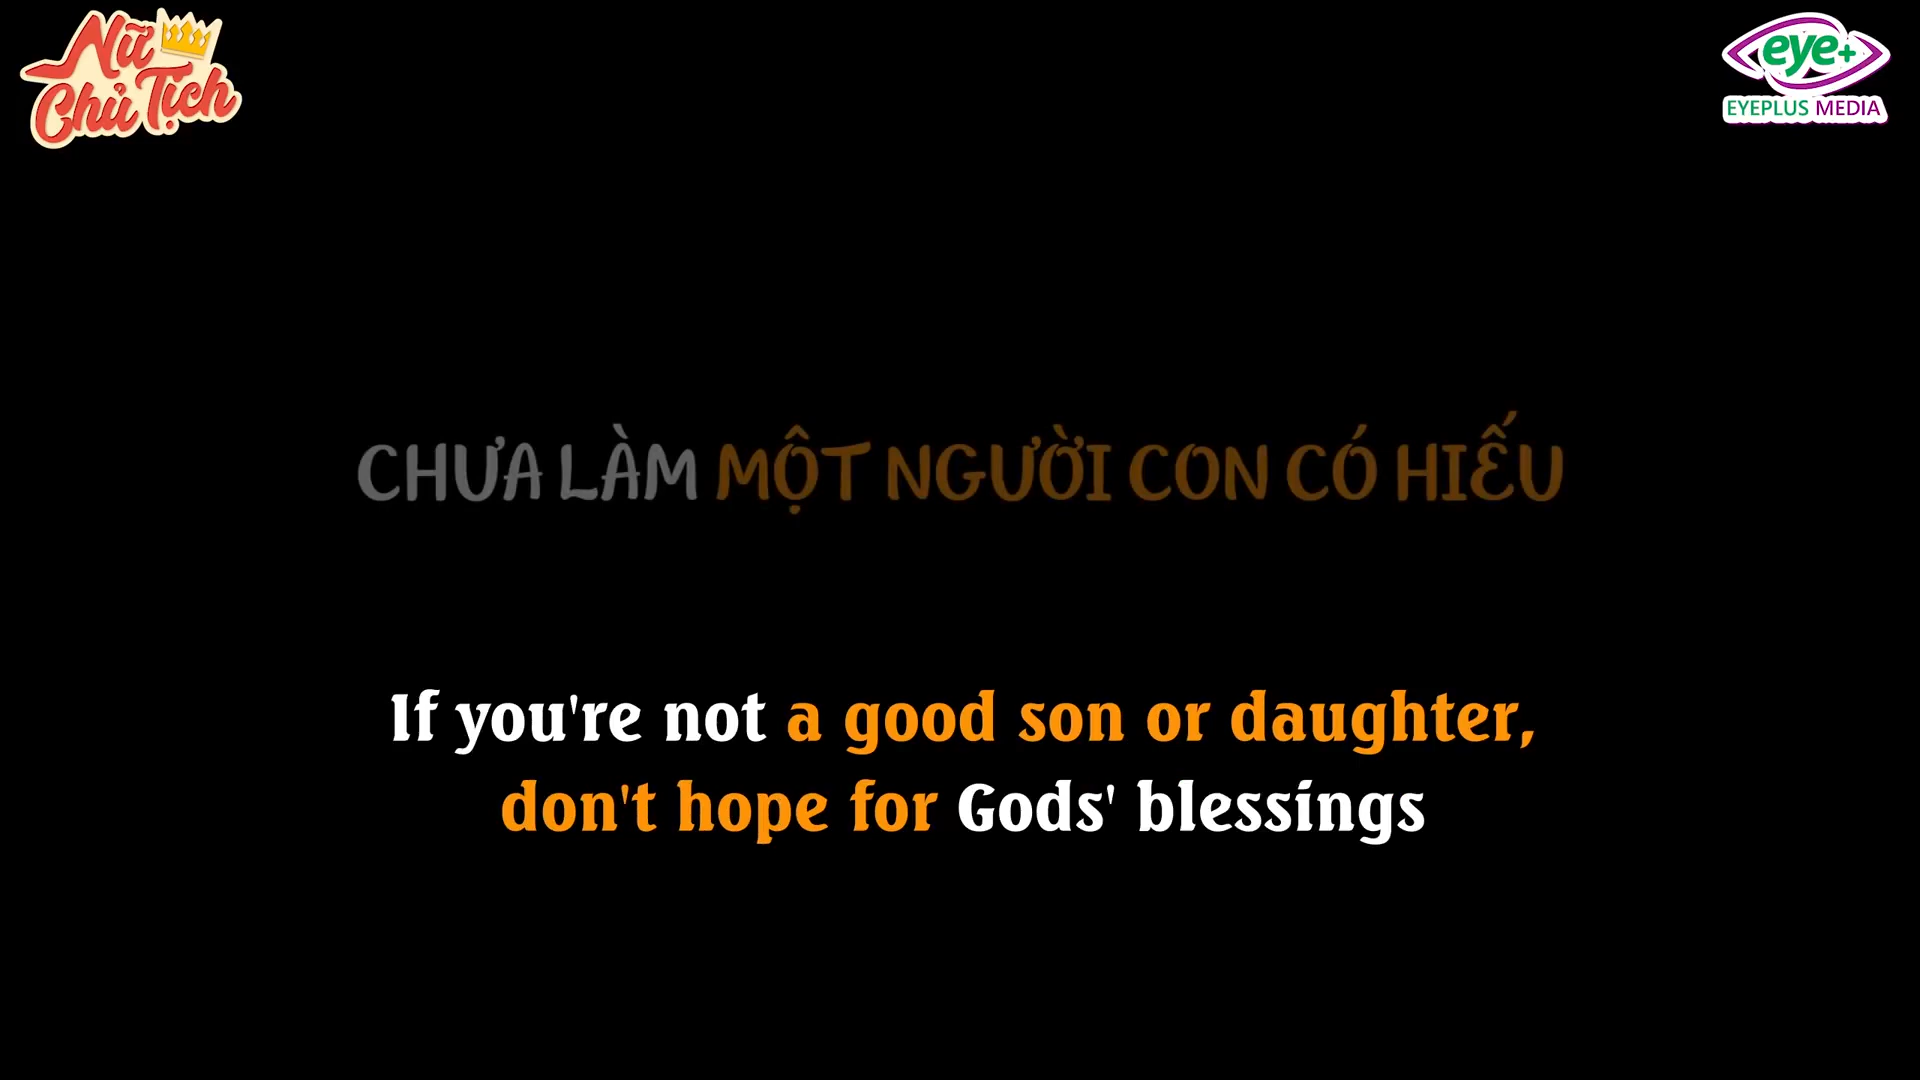 Nữ
Chủ Tịch
eye+
EYEPLUS MEDIA
CHƯA LÀM MỘT NGƯỜI CON CÓ HIẾU
If you're not a good son or daughter,
don't hope for Gods' blessings